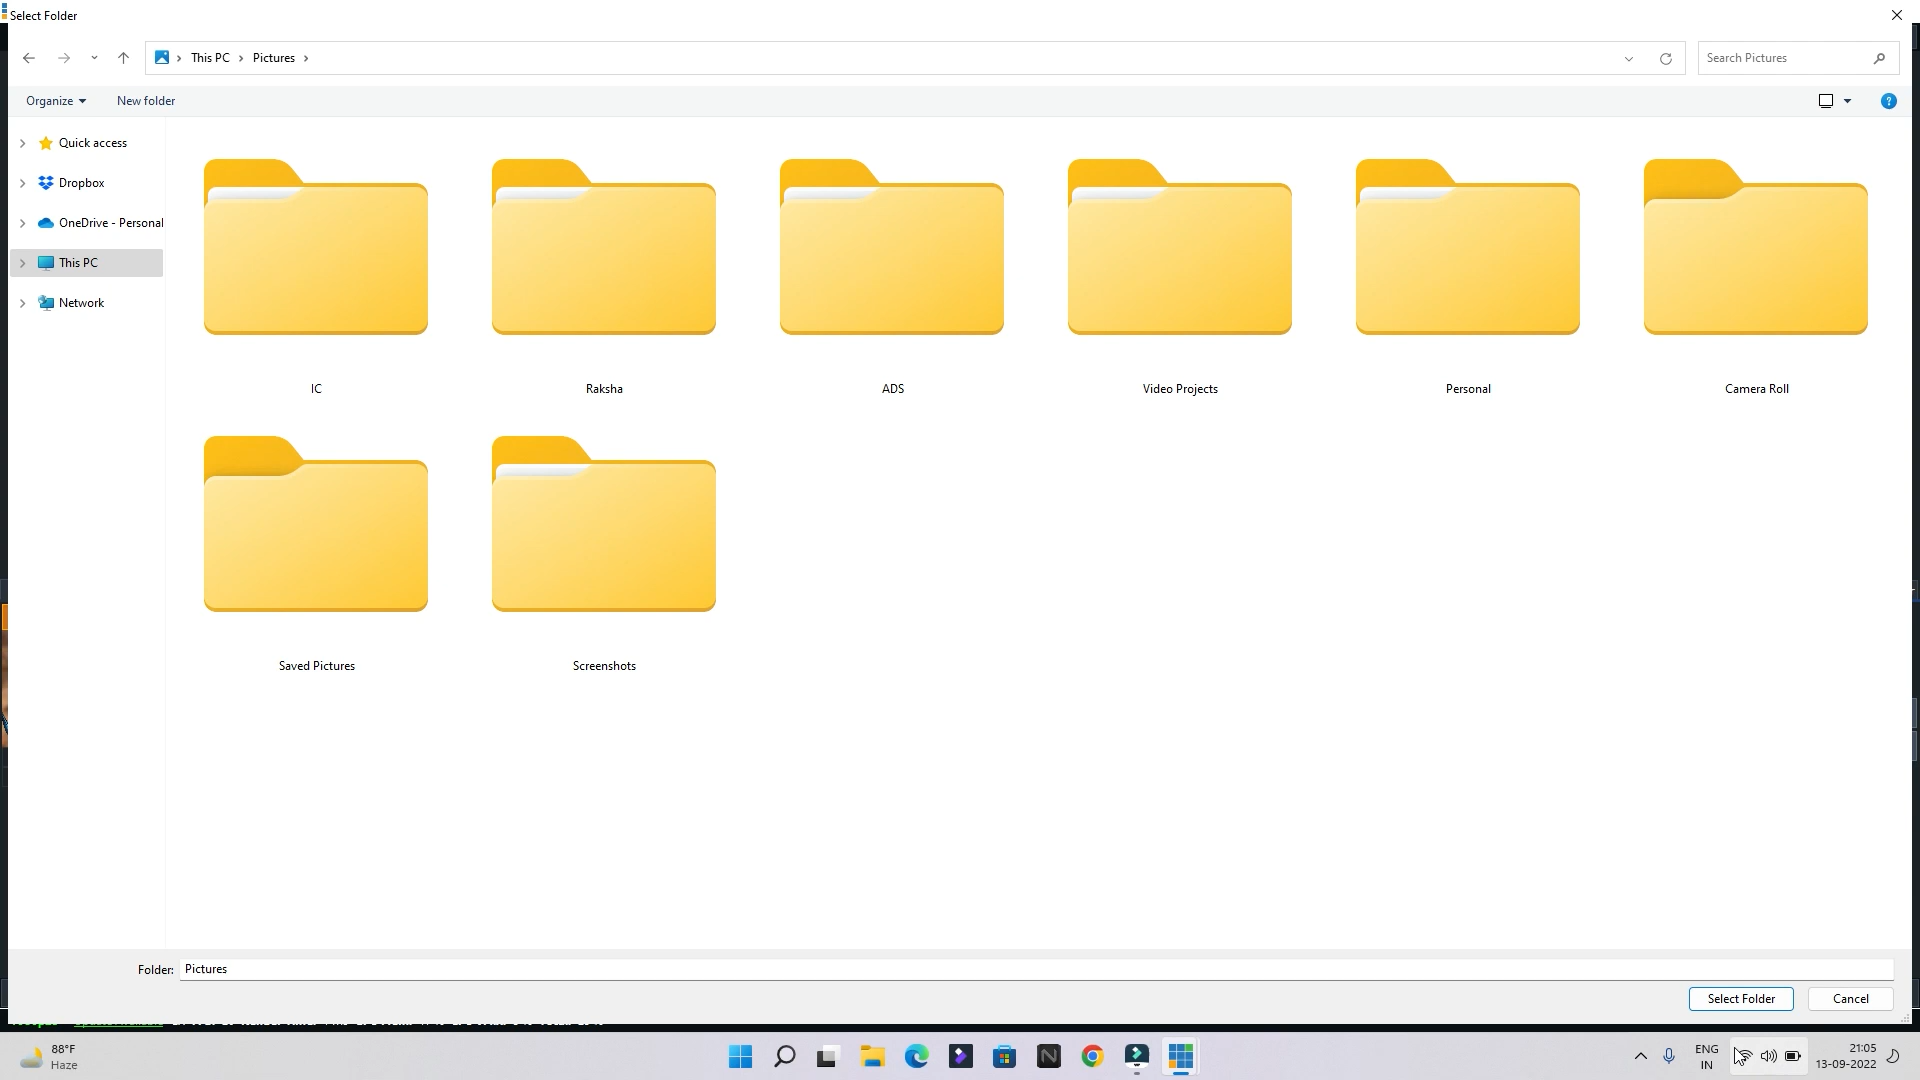 Select Folder
This PC Pictures
Search Pictures
Organize New folder
Quick access
Dropbox
OneDrive - Personal
This PC
Network
IC Raksha ADS Video Projects Personal Camera Roll
Saved Pictures Screenshots
Folder: Pictures
Select Folder Cancel
88°F
Haze
ENG
IN
21:05
13-09-2022